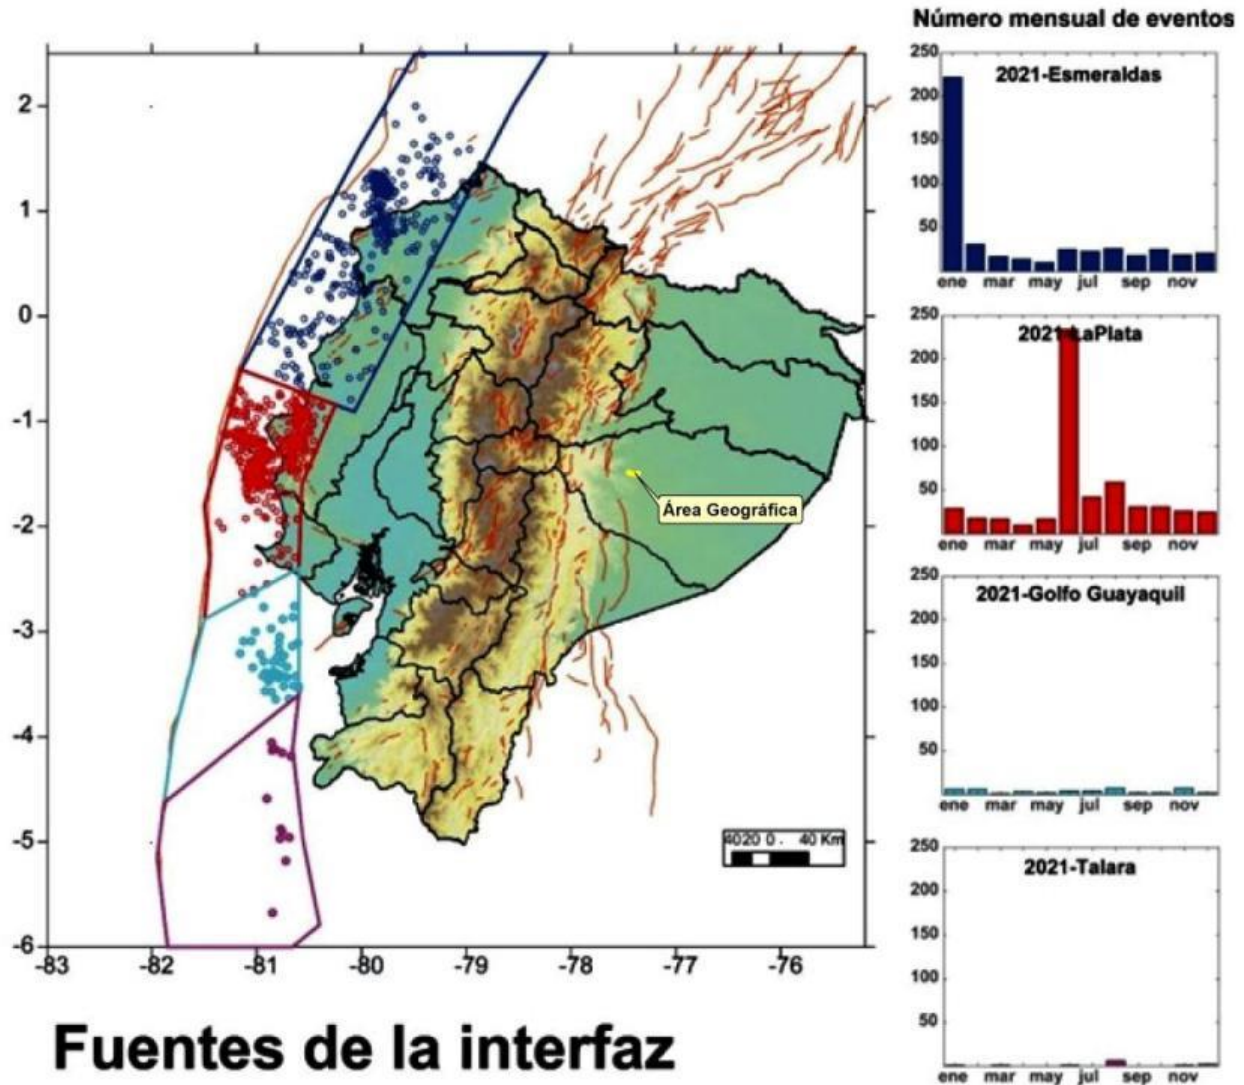 Número mensual de eventos
2
1
0
-1
-2
-3
-4
-5
-6
-83 -82 -81 -80 -79 -78 -77 -76
Área Geográfica
4020 0 . 40 Km
Fuentes de la interfaz
2021-Esmeraldas
250
200
150
100
50
ene mar may jul sep nov
2021-LaPlata
250
200
150
100
50
ene mar may jul sep nov
2021-Golfo Guayaquil
250
200
150
100
50
ene mar may jul sep nov
2021-Talara
250
200
150
100
50
ene mar may jul sep nov